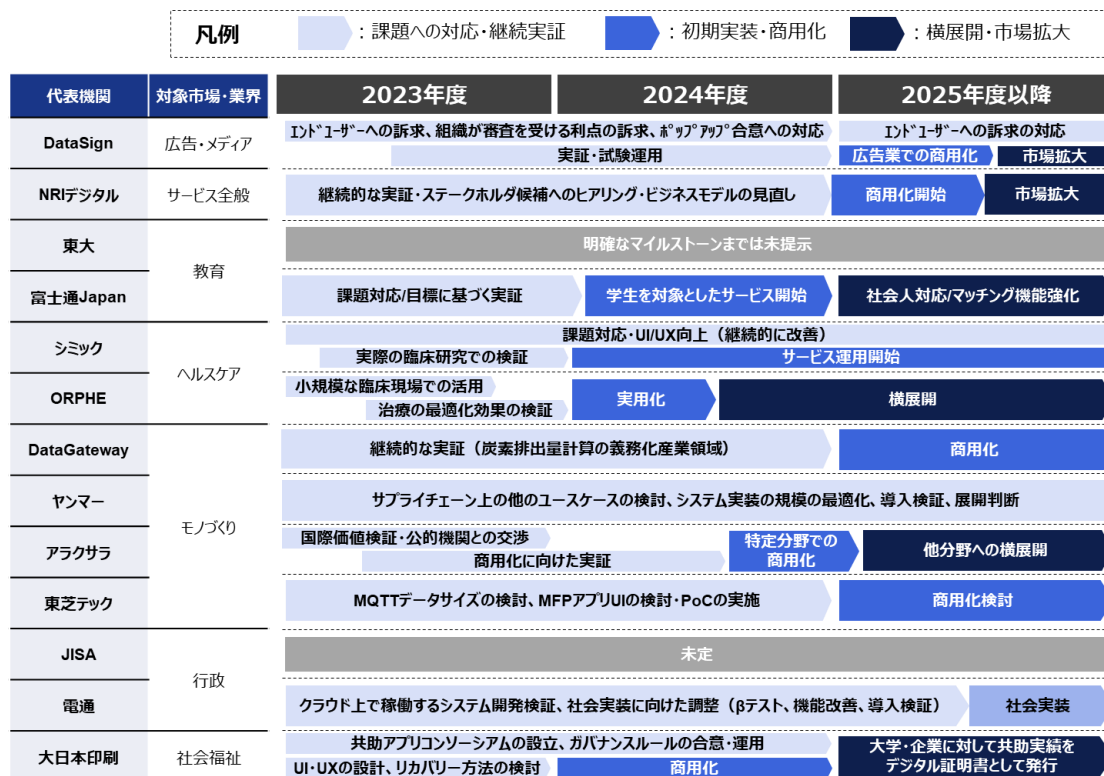 凡例
：課題への対応・継続実証
：初期実装・商用化
：横展開・市場拡大
代表機関 対象市場・業界 2023年度 2024年度 2025年度以降
DataSign 広告・メディア
ｴﾝﾄﾞﾕｰｻﾞｰへの訴求、組織が審査を受ける利点の訴求、ﾎﾟｯﾌﾟｱｯﾌﾟ合意への対応
ｴﾝﾄﾞﾕｰｻﾞｰへの訴求の対応
実証・試験運用
広告業での商用化
市場拡大
NRIデジタル サービス全般
継続的な実証・ステークホルダ候補へのヒアリング・ビジネスモデルの見直し
商用化開始
市場拡大
東大
教育
明確なマイルストーンまでは未提示
富士通Japan
課題対応/目標に基づく実証
学生を対象としたサービス開始
社会人対応/マッチング機能強化
シミック
ヘルスケア
課題対応・UI/UX向上（継続的に改善）
実際の臨床研究での検証
サービス運用開始
ORPHE
小規模な臨床現場での活用
治療の最適化効果の検証
実用化
横展開
DataGateway
モノづくり
継続的な実証（炭素排出量計算の義務化産業領域）
商用化
ヤンマー
サプライチェーン上の他のユースケースの検討、システム実装の規模の最適化、導入検証、展開判断
アラクサラ
国際価値検証・公的機関との交渉
商用化に向けた実証
特定分野での
商用化
他分野への横展開
東芝テック
MQTTデータサイズの検討、MFPアプリUIの検討・PoCの実施
商用化検討
JISA
行政
未定
電通
クラウド上で稼働するシステム開発検証、社会実装に向けた調整（βテスト、機能改善、導入検証）
社会実装
大日本印刷 社会福祉
共助アプリコンソーシアムの設立、ガバナンスルールの合意・運用
UI・UXの設計、リカバリー方法の検討
商用化
大学・企業に対して共助実績を
デジタル証明書として発行